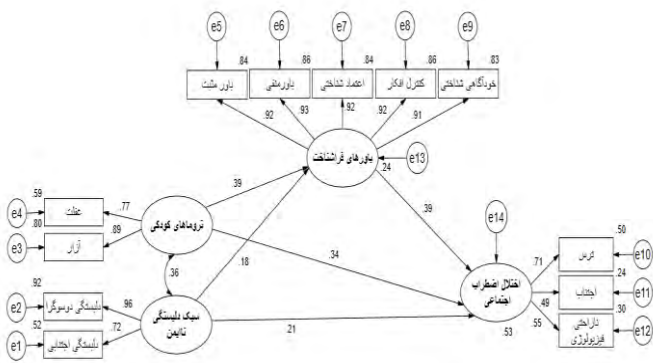 e5 e6 e7 e8 e9
.84 .86 .84 .86 .83
باور مثبت باورمنفی اعتماد شناختی کنترل افکار خودآگاهی شناختی
.92 .93 .92 .92 .91
باورهای فراشناخت
e13
.24
.39 .39
e14
.59
e4 غفلت .77
.80
e3 آزار .89
تروماهای کودکی
.34
.18
.36
.50
ترس e10
.71
.24
اجتناب e11
.49
.30
ناراحتی فیزیولوژی e12
.55
اختلال اضطراب
اجتماعی
.53
.92
e2 دلبستگی دوسوگرا .96
.52
e1 دلبستگی اجتنابی .72
سبک دلبستگی
ناایمن
.21